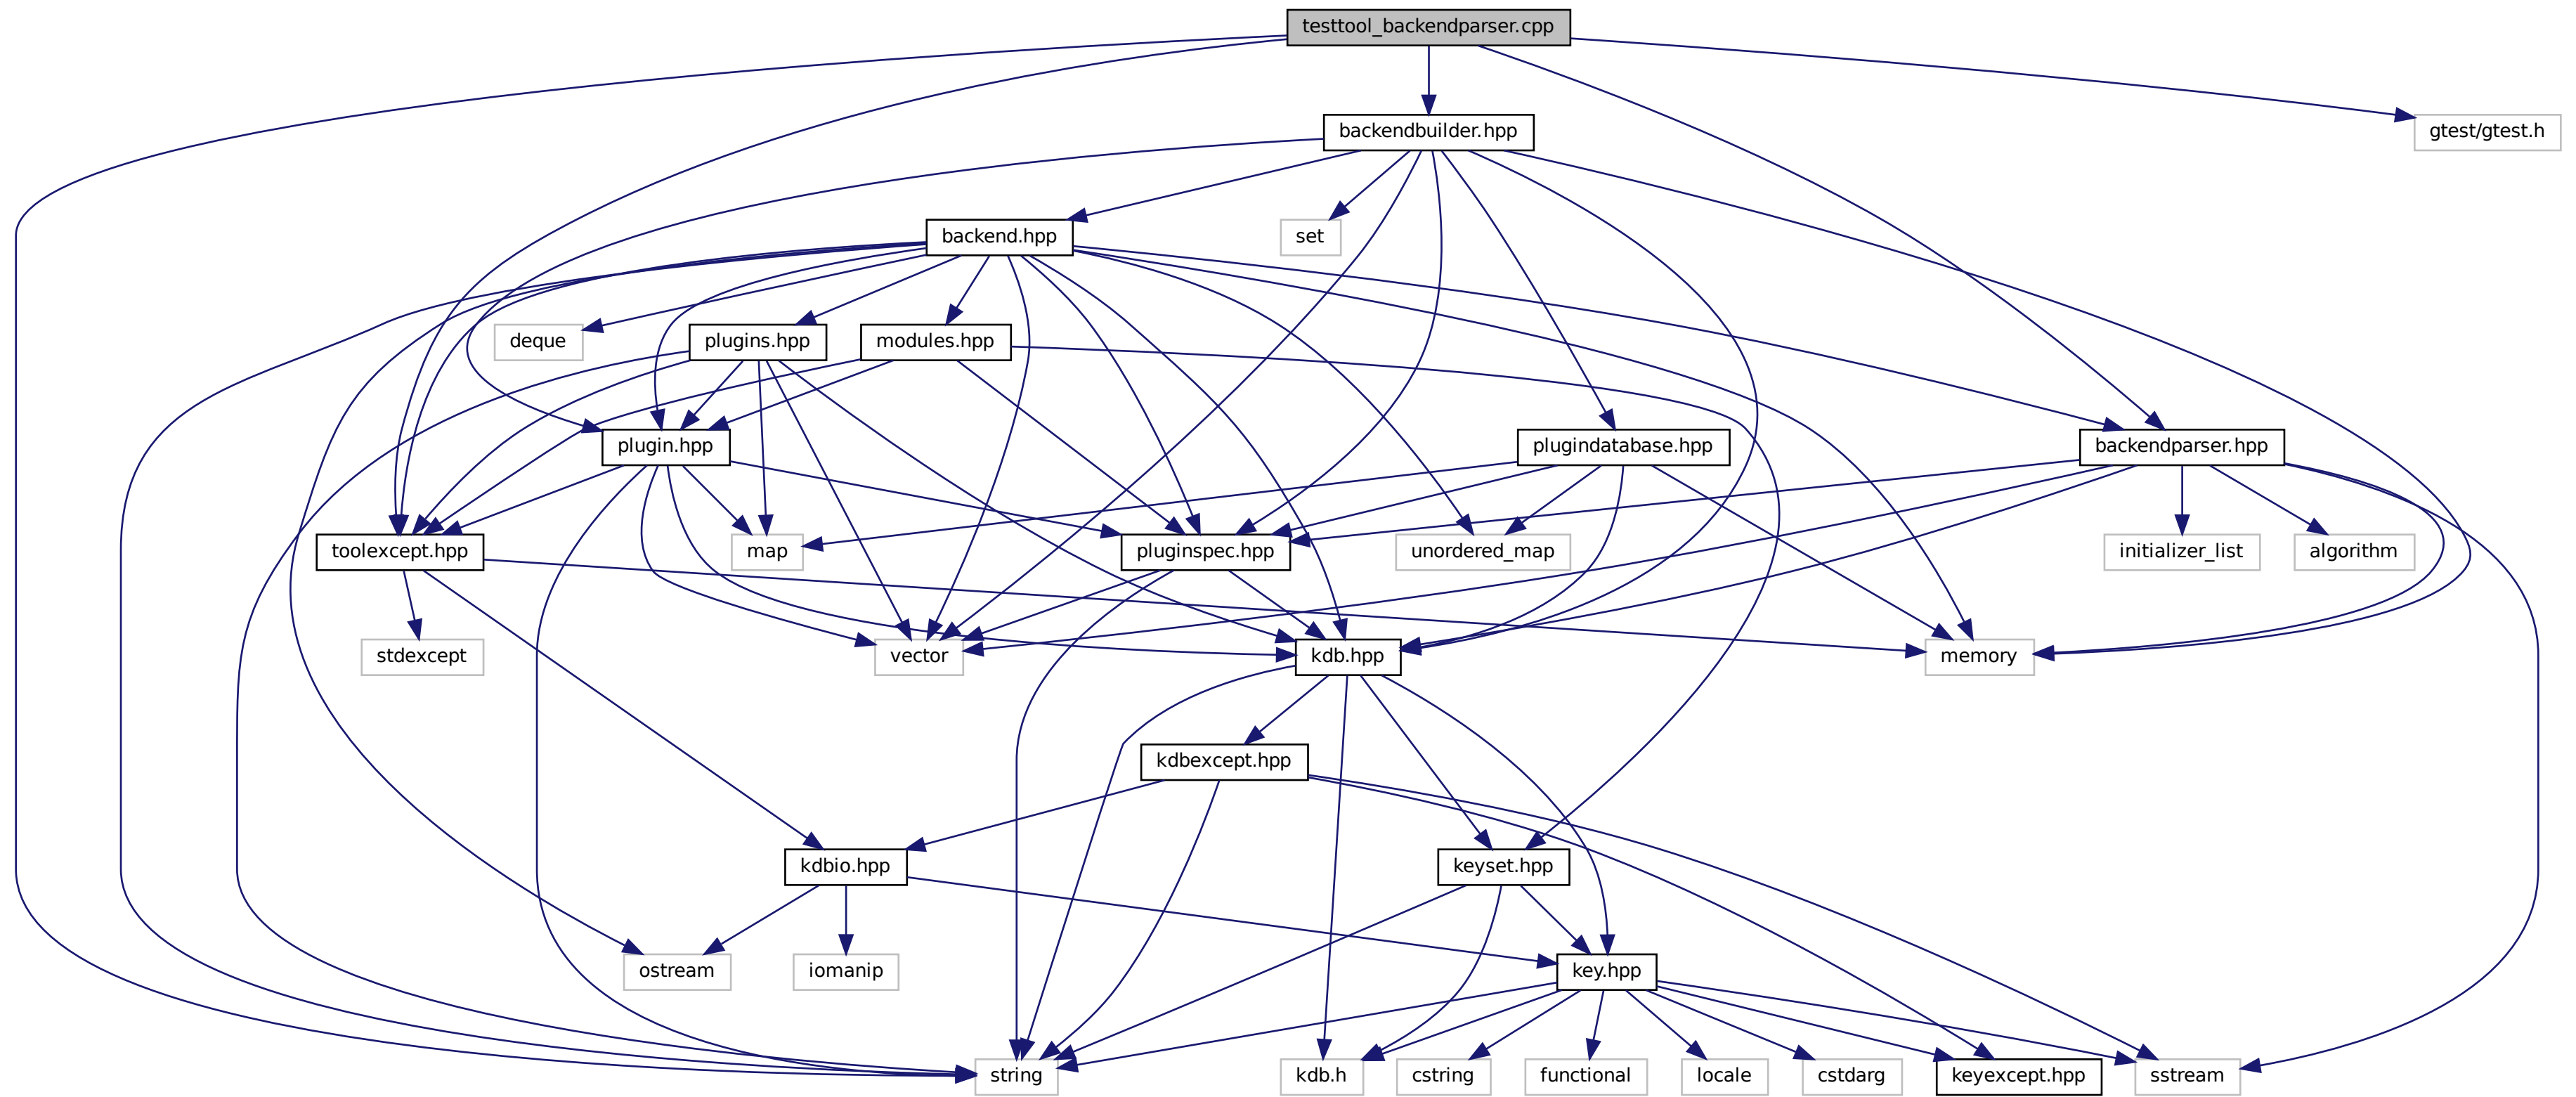 testtool_backendparser.cpp
backendbuilder.hpp
gtest/gtest.h
backend.hpp
set
deque
plugins.hpp
modules.hpp
plugin.hpp
plugindatabase.hpp
backendparser.hpp
toolexcept.hpp
map
pluginspec.hpp
unordered_map
initializer_list
algorithm
stdexcept
vector
kdb.hpp
memory
kdbexcept.hpp
kdbio.hpp
keyset.hpp
ostream
iomanip
key.hpp
string
kdb.h
cstring
functional
locale
cstdarg
keyexcept.hpp
sstream